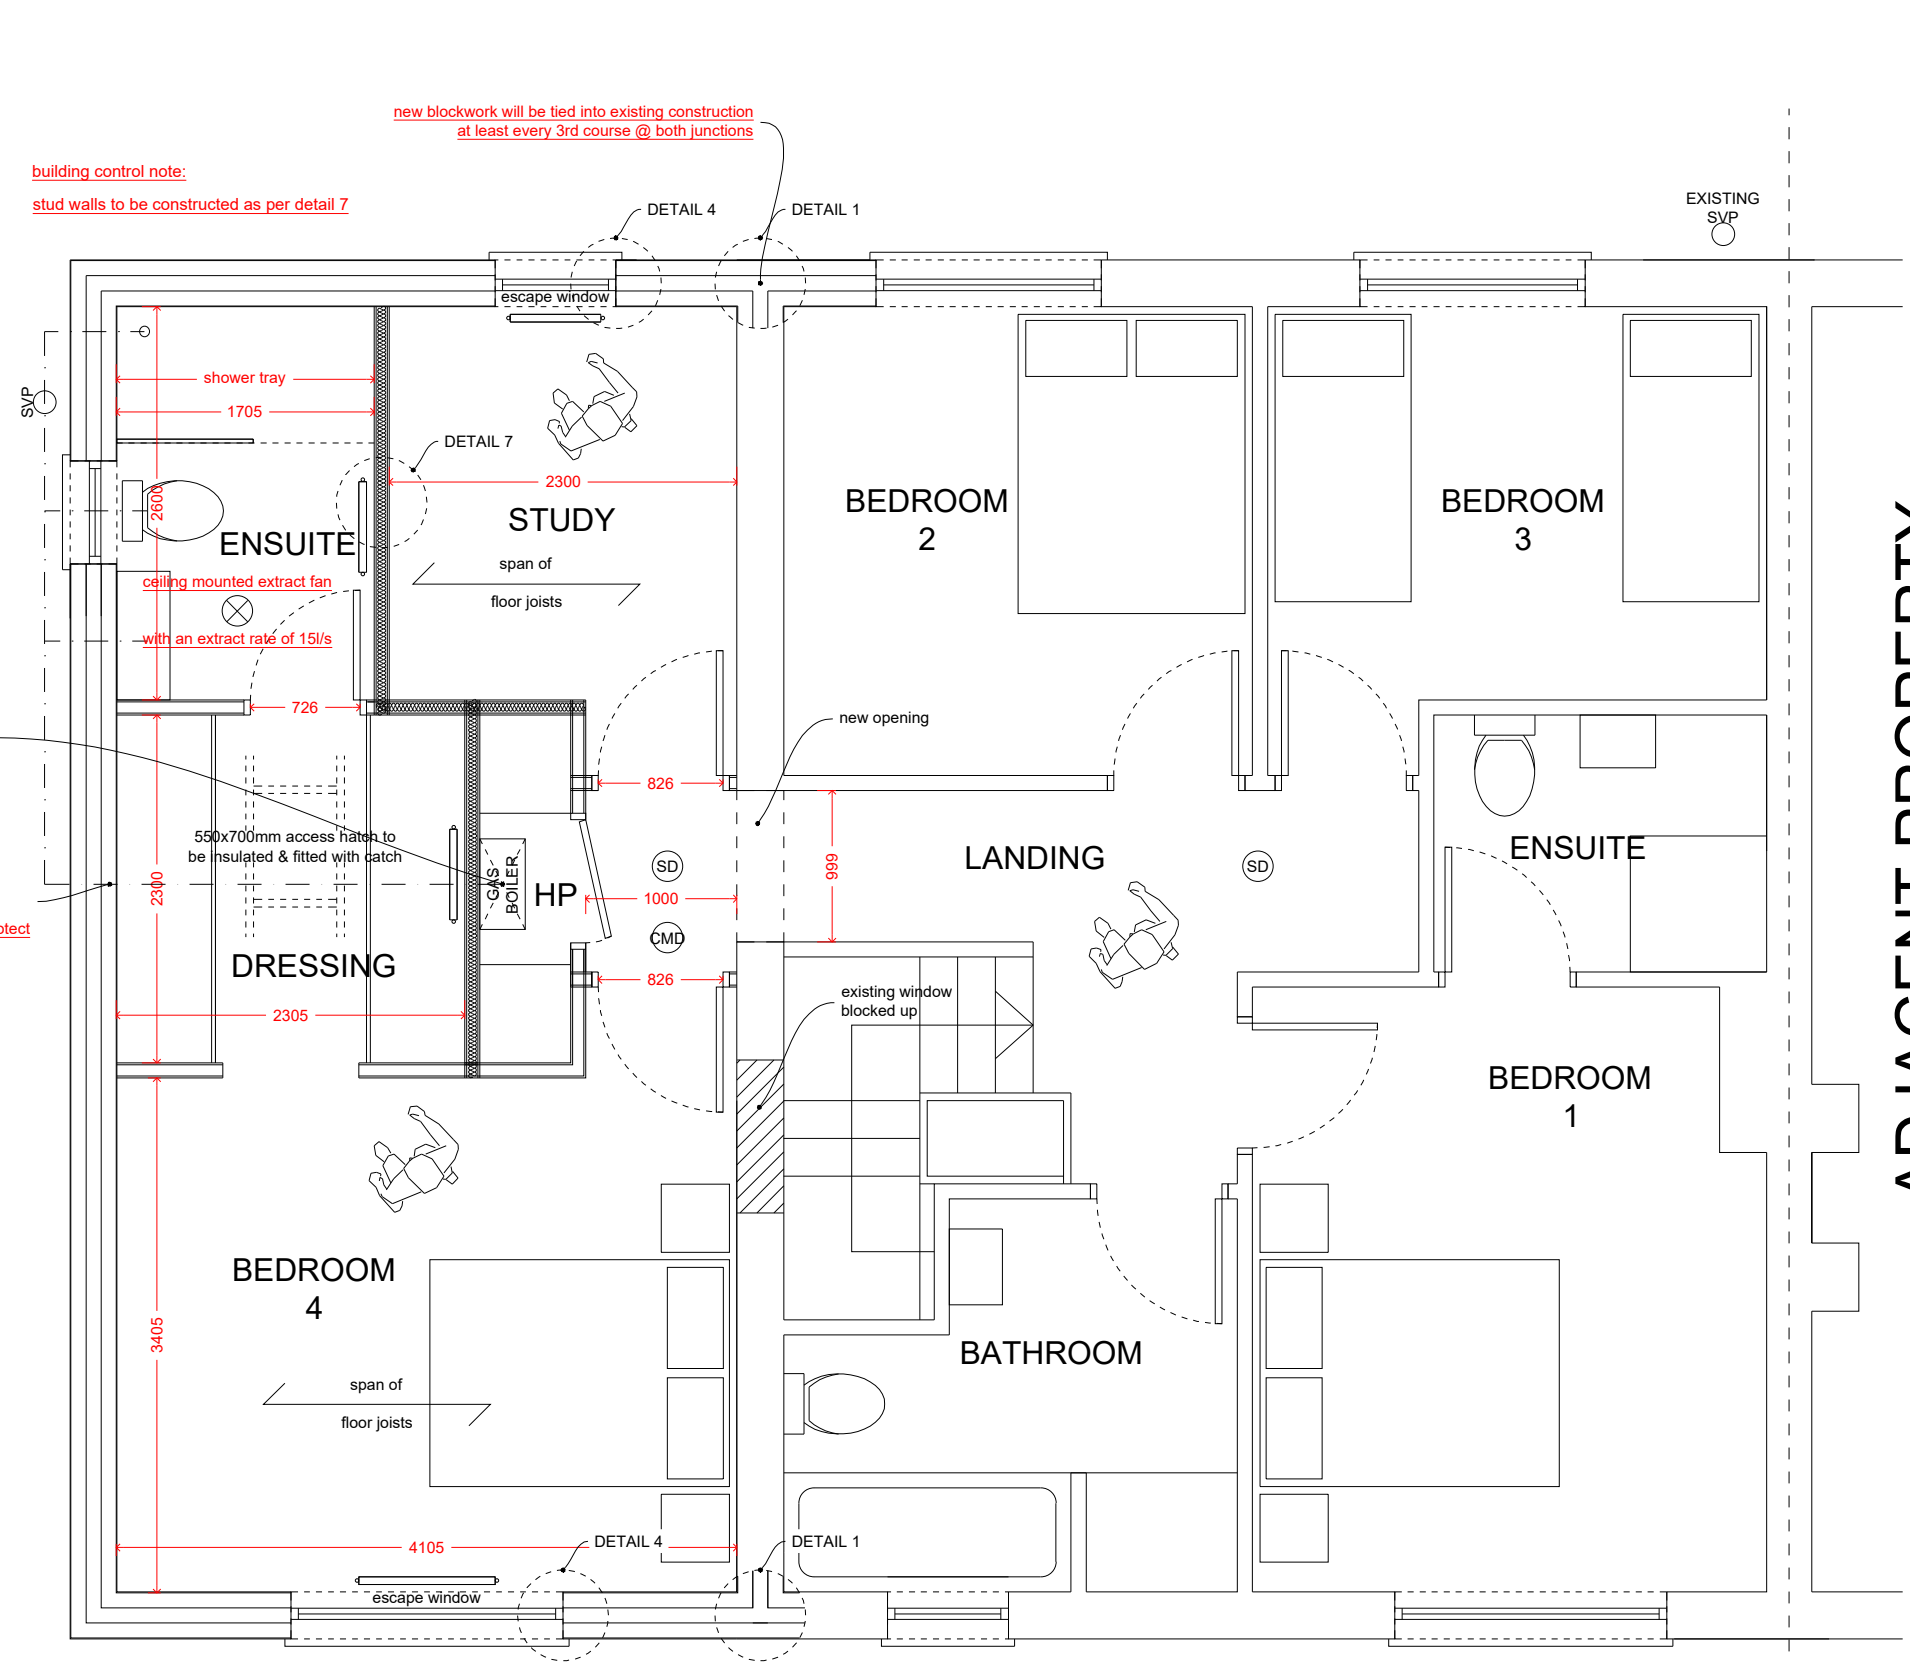 new blockwork will be tied into existing construction
at least every 3rd course @ both junctions
building control note:
stud walls to be constructed as per detail 7
DETAIL 4
DETAIL 1
EXISTING
SVP
escape window
shower tray
1705
SVP
DETAIL 7
2600
2300
STUDY
ENSUITE
BEDROOM
2
BEDROOM
3
span of
floor joists
ceiling mounted extract fan
with an extract rate of 15l/s
726
new opening
826
550x700mm access hatch to
be insulated & fitted with catch
2300
GAS
BOILER
HP
SD
1000
CMD
999
LANDING
SD
ENSUITE
otect
DRESSING
826
2305
existing window
blocked up
BEDROOM
1
ADJACENT PROPERTY
BEDROOM
4
3405
BATHROOM
span of
floor joists
4105
DETAIL 4
DETAIL 1
escape window